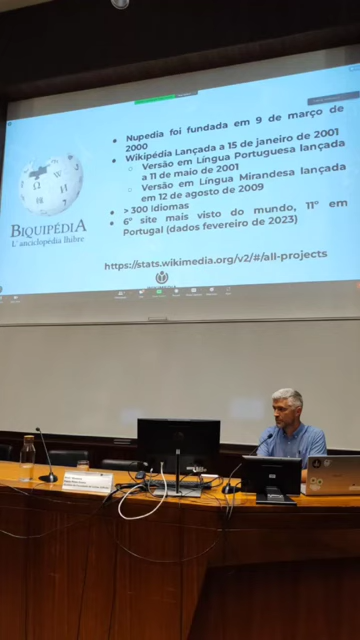 Nupedia foi fundada em 9 de março de
2000
Wikipédia Lançada a 15 de janeiro de 2001
Versão em Língua Portuguesa lançada
a 11 de maio de 2001
Versão em Língua Mirandesa lançada
em 12 de agosto de 2009
> 300 Idiomas
6º site mais visto do mundo, 11º em
Portugal (dados fevereiro de 2023)
BIQUIPÉDIA
L' anciclopédia lhibre
https://stats.wikimedia.org/v2/#/all-projects